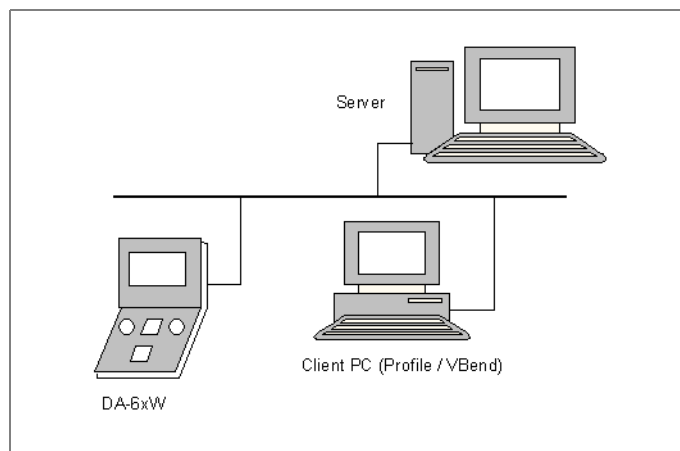 Server
Client PC (Profile / VBend)
DA-6xW